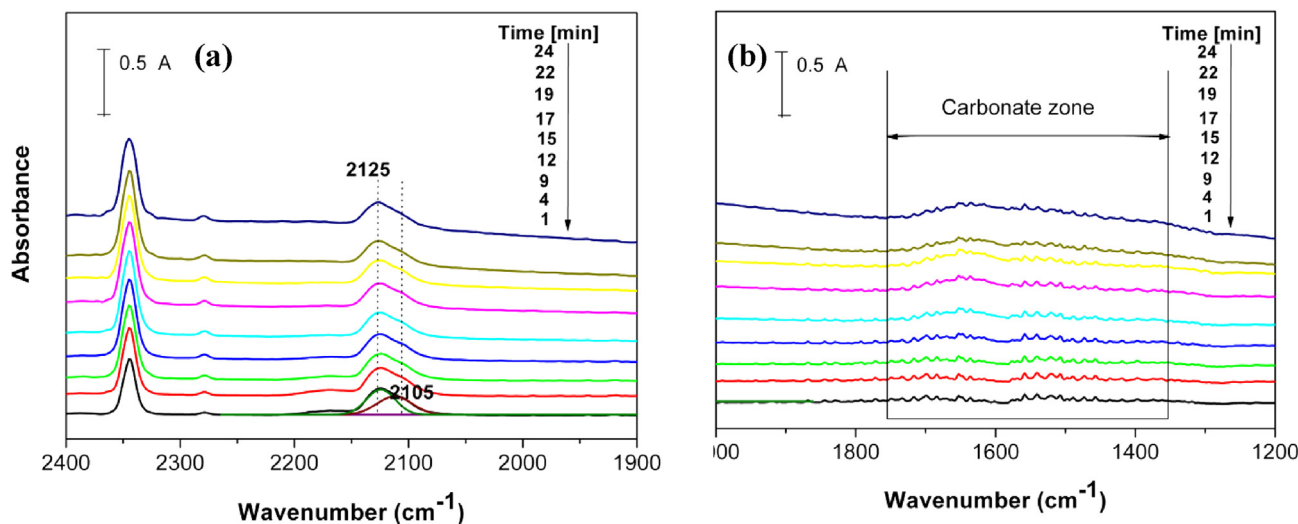 (a)
0.5 A
Time [min]
24
22
19
17
15
12
9
4
1
2125
2105
Absorbance
2400 2300 2200 2100 2000 1900
Wavenumber (cm-1)
(b)
0.5 A
Time [min]
24
22
19
17
15
12
9
4
1
Carbonate zone
000 1800 1600 1400 1200
Wavenumber (cm-1)